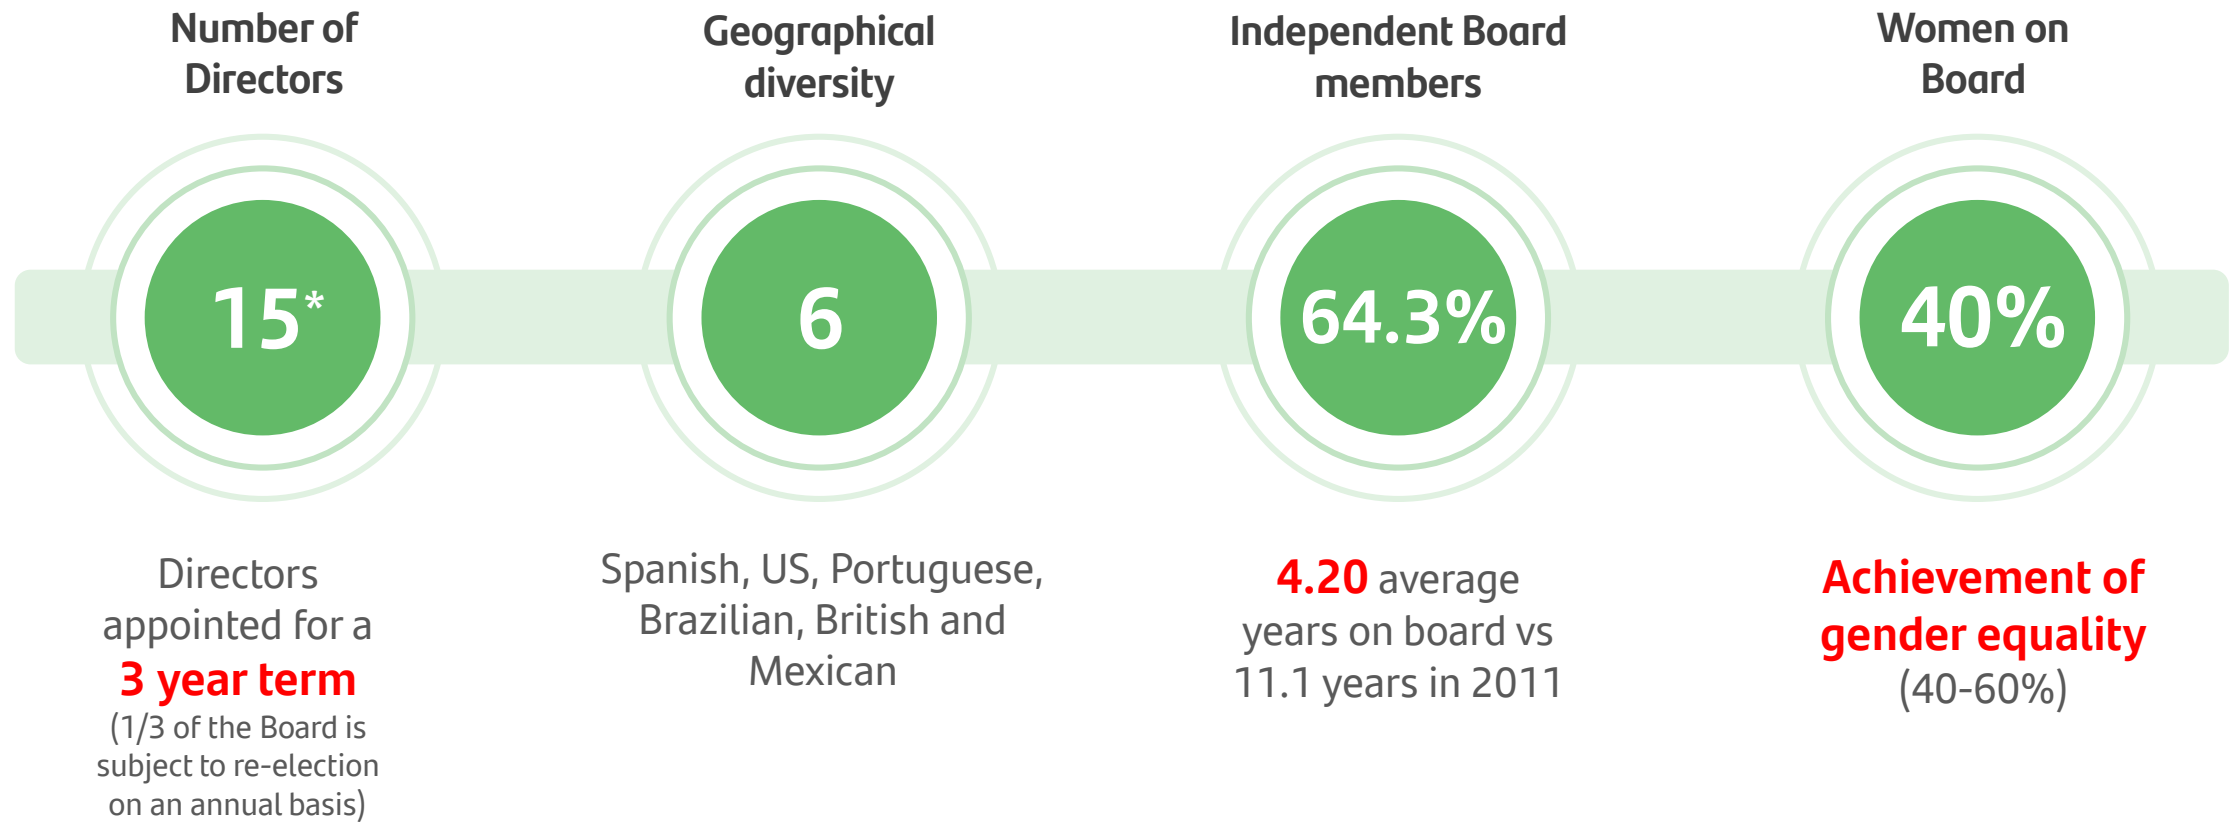 Number of
Directors
15*
Directors
appointed for a
3 year term
(1/3 of the Board is
subject to re-election
on an annual basis)
Geographical
diversity
6
Spanish, US, Portuguese,
Brazilian, British and
Mexican
Independent Board
members
64.3%
4.20 average
years on board vs
11.1 years in 2011
Women on
Board
40%
Achievement of
gender equality
(40-60%)